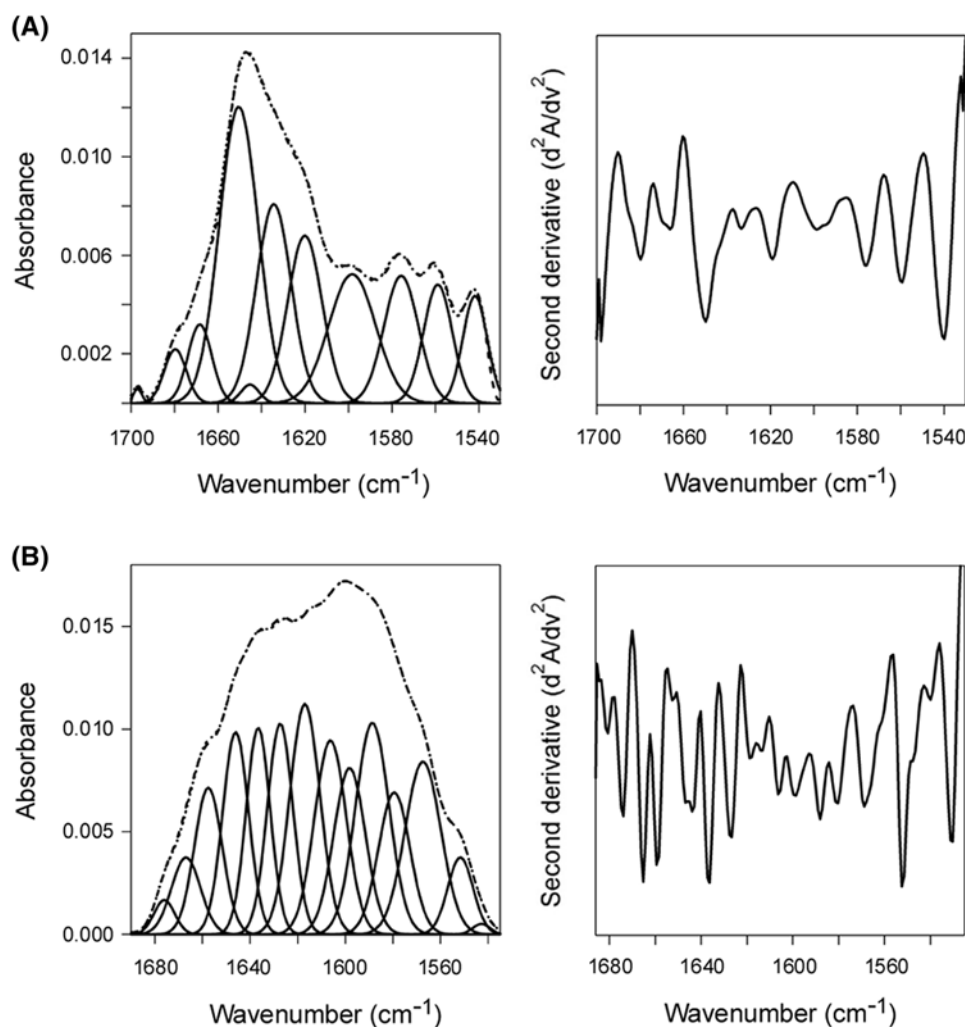 (A)
0.014
0.010
0.006
0.002
Absorbance
1700 1660 1620 1580 1540
Wavenumber (cm⁻¹)
Second derivative (d²A/dv²)
1700 1660 1620 1580 1540
Wavenumber (cm⁻¹)
(B)
0.015
0.010
0.005
0.000
Absorbance
1680 1640 1600 1560
Wavenumber (cm⁻¹)
Second derivative (d²A/dv²)
1680 1640 1600 1560
Wavenumber (cm⁻¹)